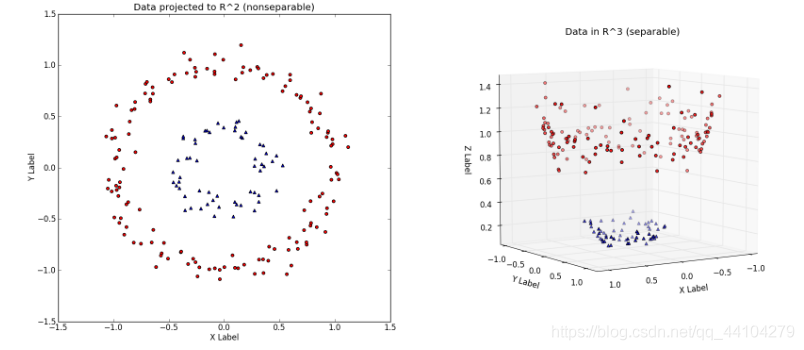 Data projected to R^2 (nonseparable)
1.5
1.0
0.5
0.0
−0.5
−1.0
−1.5
Y Label
−1.5 −1.0 −0.5 0.0 0.5 1.0 1.5
X Label
Data in R^3 (separable)
1.4
1.2
1.0
0.8
0.6
0.4
0.2
Z Label
−1.0 −0.5 0.0 0.5 1.0
Y Label
1.0 0.5 0.0 −0.5 −1.0
X Label
https://blog.csdn.net/qq_44104279